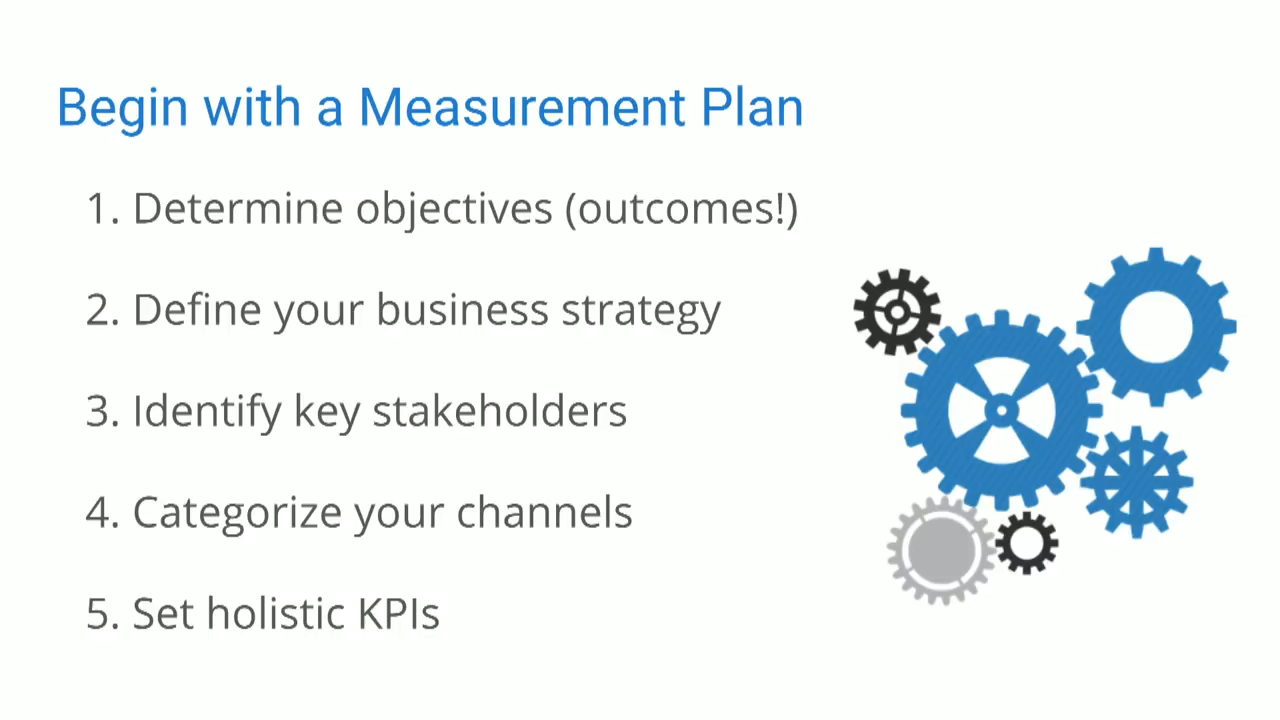 Begin with a Measurement Plan
1. Determine objectives (outcomes!)
2. Define your business strategy
3. Identify key stakeholders
4. Categorize your channels
5. Set holistic KPIs